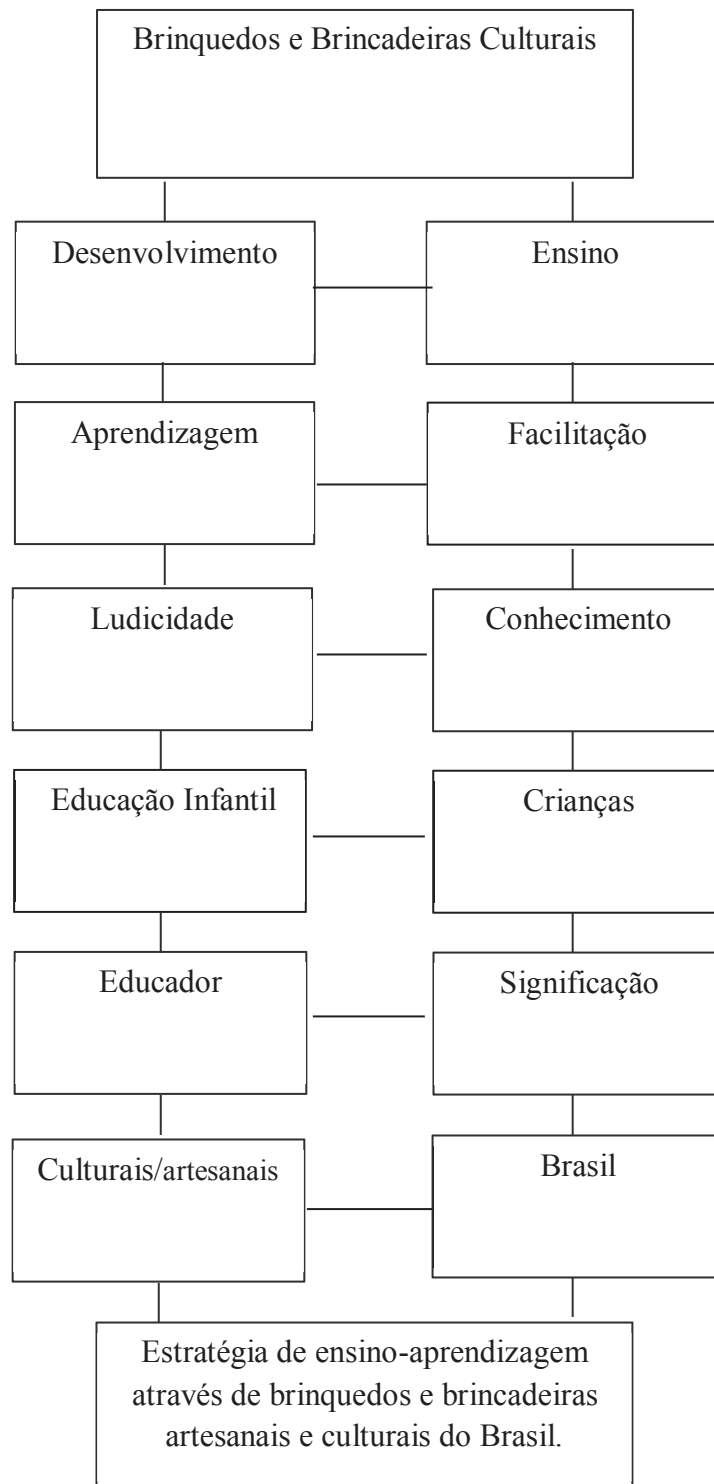 Brinquedos e Brincadeiras Culturais
Desenvolvimento
Ensino
Aprendizagem
Facilitação
Ludicidade
Conhecimento
Educação Infantil
Crianças
Educador
Significação
Culturais/artesanais
Brasil
Estratégia de ensino-aprendizagem
através de brinquedos e brincadeiras
artesanais e culturais do Brasil.